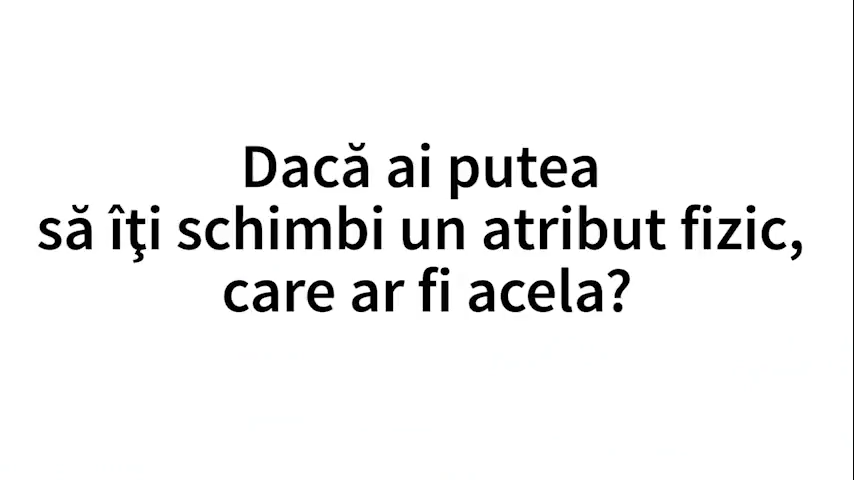 Dacă ai putea
să îţi schimbi un atribut fizic,
care ar fi acela?